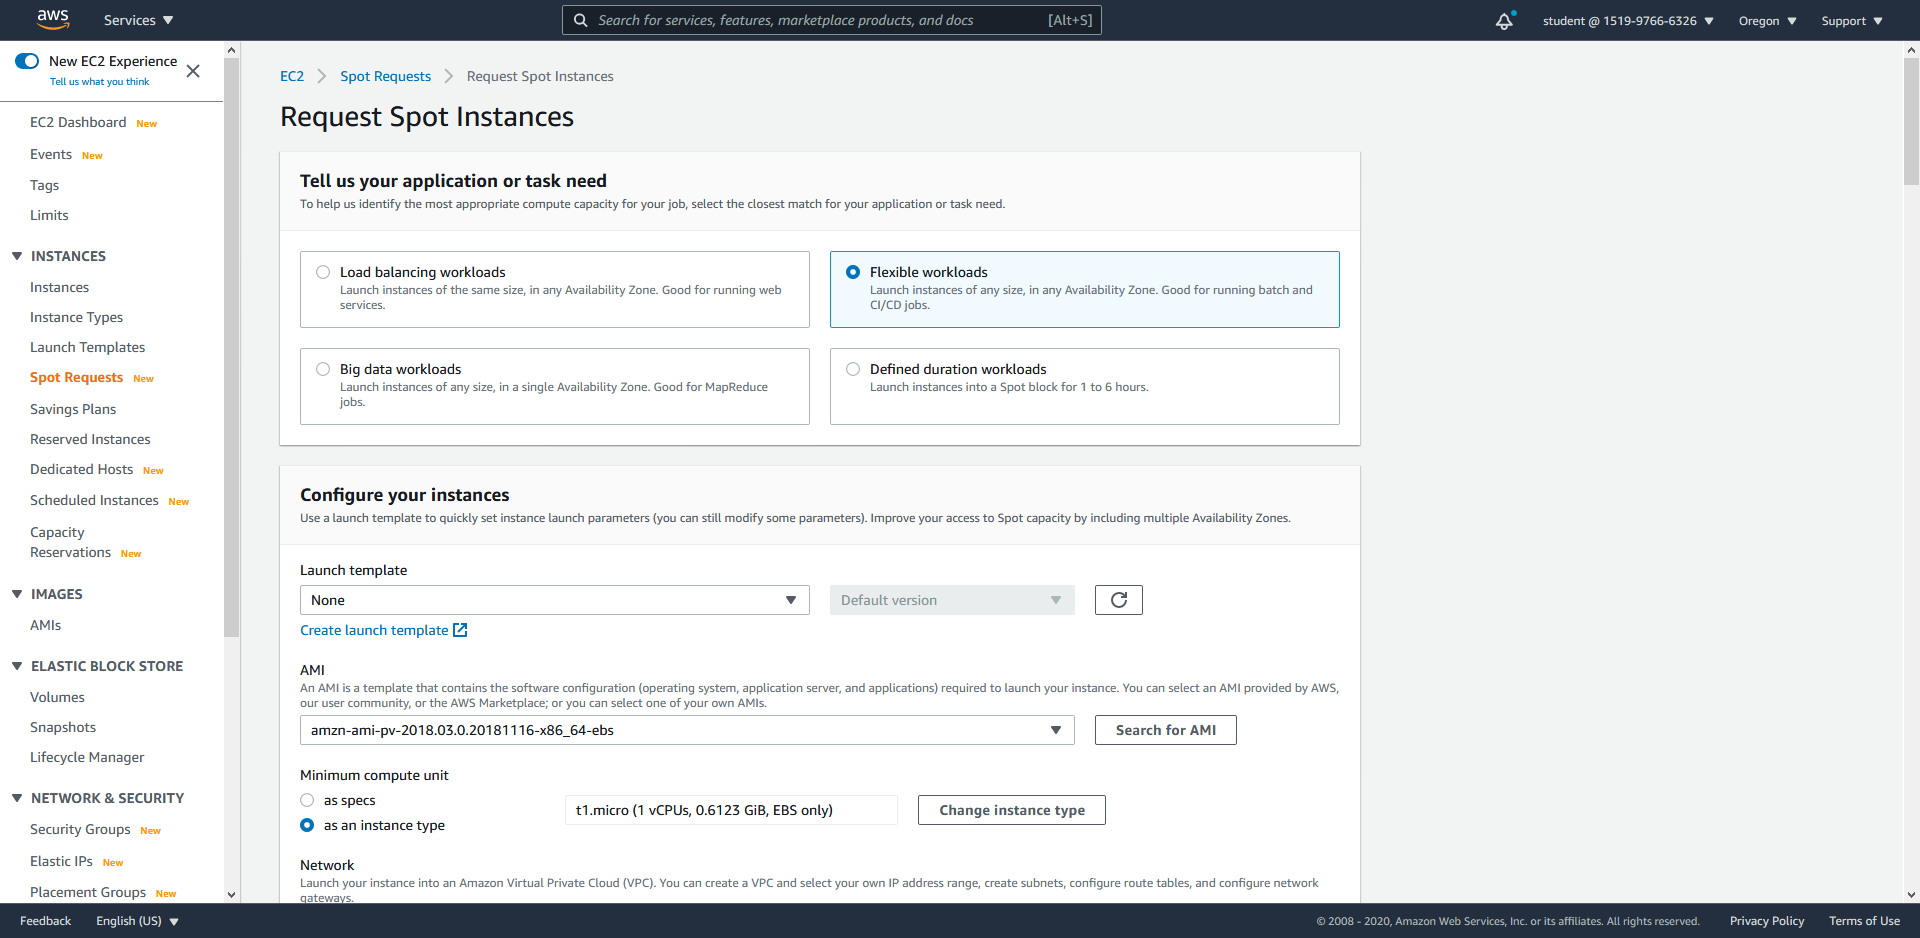 aws
Services
Search for services, features, marketplace products, and docs
[Alt+S]
student @ 1519-9766-6326
Oregon
Support
New EC2 Experience
Tell us what you think
EC2 Dashboard New
Events New
Tags
Limits
INSTANCES
Instances
Instance Types
Launch Templates
Spot Requests New
Savings Plans
Reserved Instances
Dedicated Hosts New
Scheduled Instances New
Capacity
Reservations New
IMAGES
AMIs
ELASTIC BLOCK STORE
Volumes
Snapshots
Lifecycle Manager
NETWORK & SECURITY
Security Groups New
Elastic IPs New
Placement Groups New
EC2
Spot Requests
Request Spot Instances
Request Spot Instances
Tell us your application or task need
To help us identify the most appropriate compute capacity for your job, select the closest match for your application or task need.
Load balancing workloads
Launch instances of the same size, in any Availability Zone. Good for running web
services.
Flexible workloads
Launch instances of any size, in any Availability Zone. Good for running batch and
CI/CD jobs.
Big data workloads
Launch instances of any size, in a single Availability Zone. Good for MapReduce
jobs.
Defined duration workloads
Launch instances into a Spot block for 1 to 6 hours.
Configure your instances
Use a launch template to quickly set instance launch parameters (you can still modify some parameters). Improve your access to Spot capacity by including multiple Availability Zones.
Launch template
None
Default version
Create launch template
AMI
An AMI is a template that contains the software configuration (operating system, application server, and applications) required to launch your instance. You can select an AMI provided by AWS,
our user community, or the AWS Marketplace; or you can select one of your own AMIs.
amzn-ami-pv-2018.03.0.20181116-x86_64-ebs
Search for AMI
Minimum compute unit
as specs
as an instance type
t1.micro (1 vCPUs, 0.6123 GiB, EBS only)
Change instance type
Network
Launch your instance into an Amazon Virtual Private Cloud (VPC). You can create a VPC and select your own IP address range, create subnets, configure route tables, and configure network
gateways.
Feedback
English (US)
© 2008 - 2020, Amazon Web Services, Inc. or its affiliates. All rights reserved.
Privacy Policy
Terms of Use